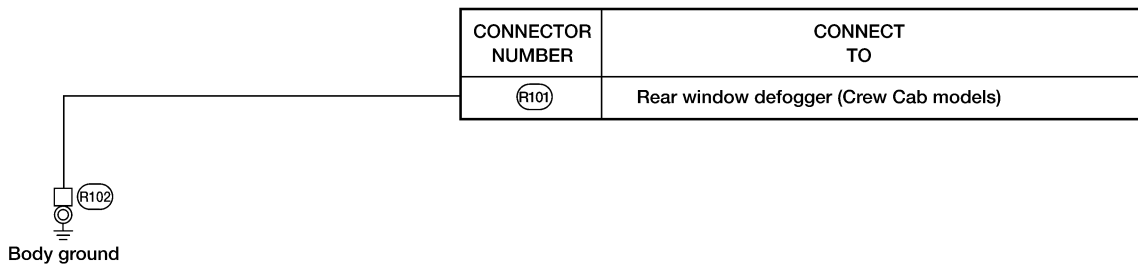 CONNECTOR NUMBER
CONNECT TO
R101
Rear window defogger (Crew Cab models)
R102
Body ground